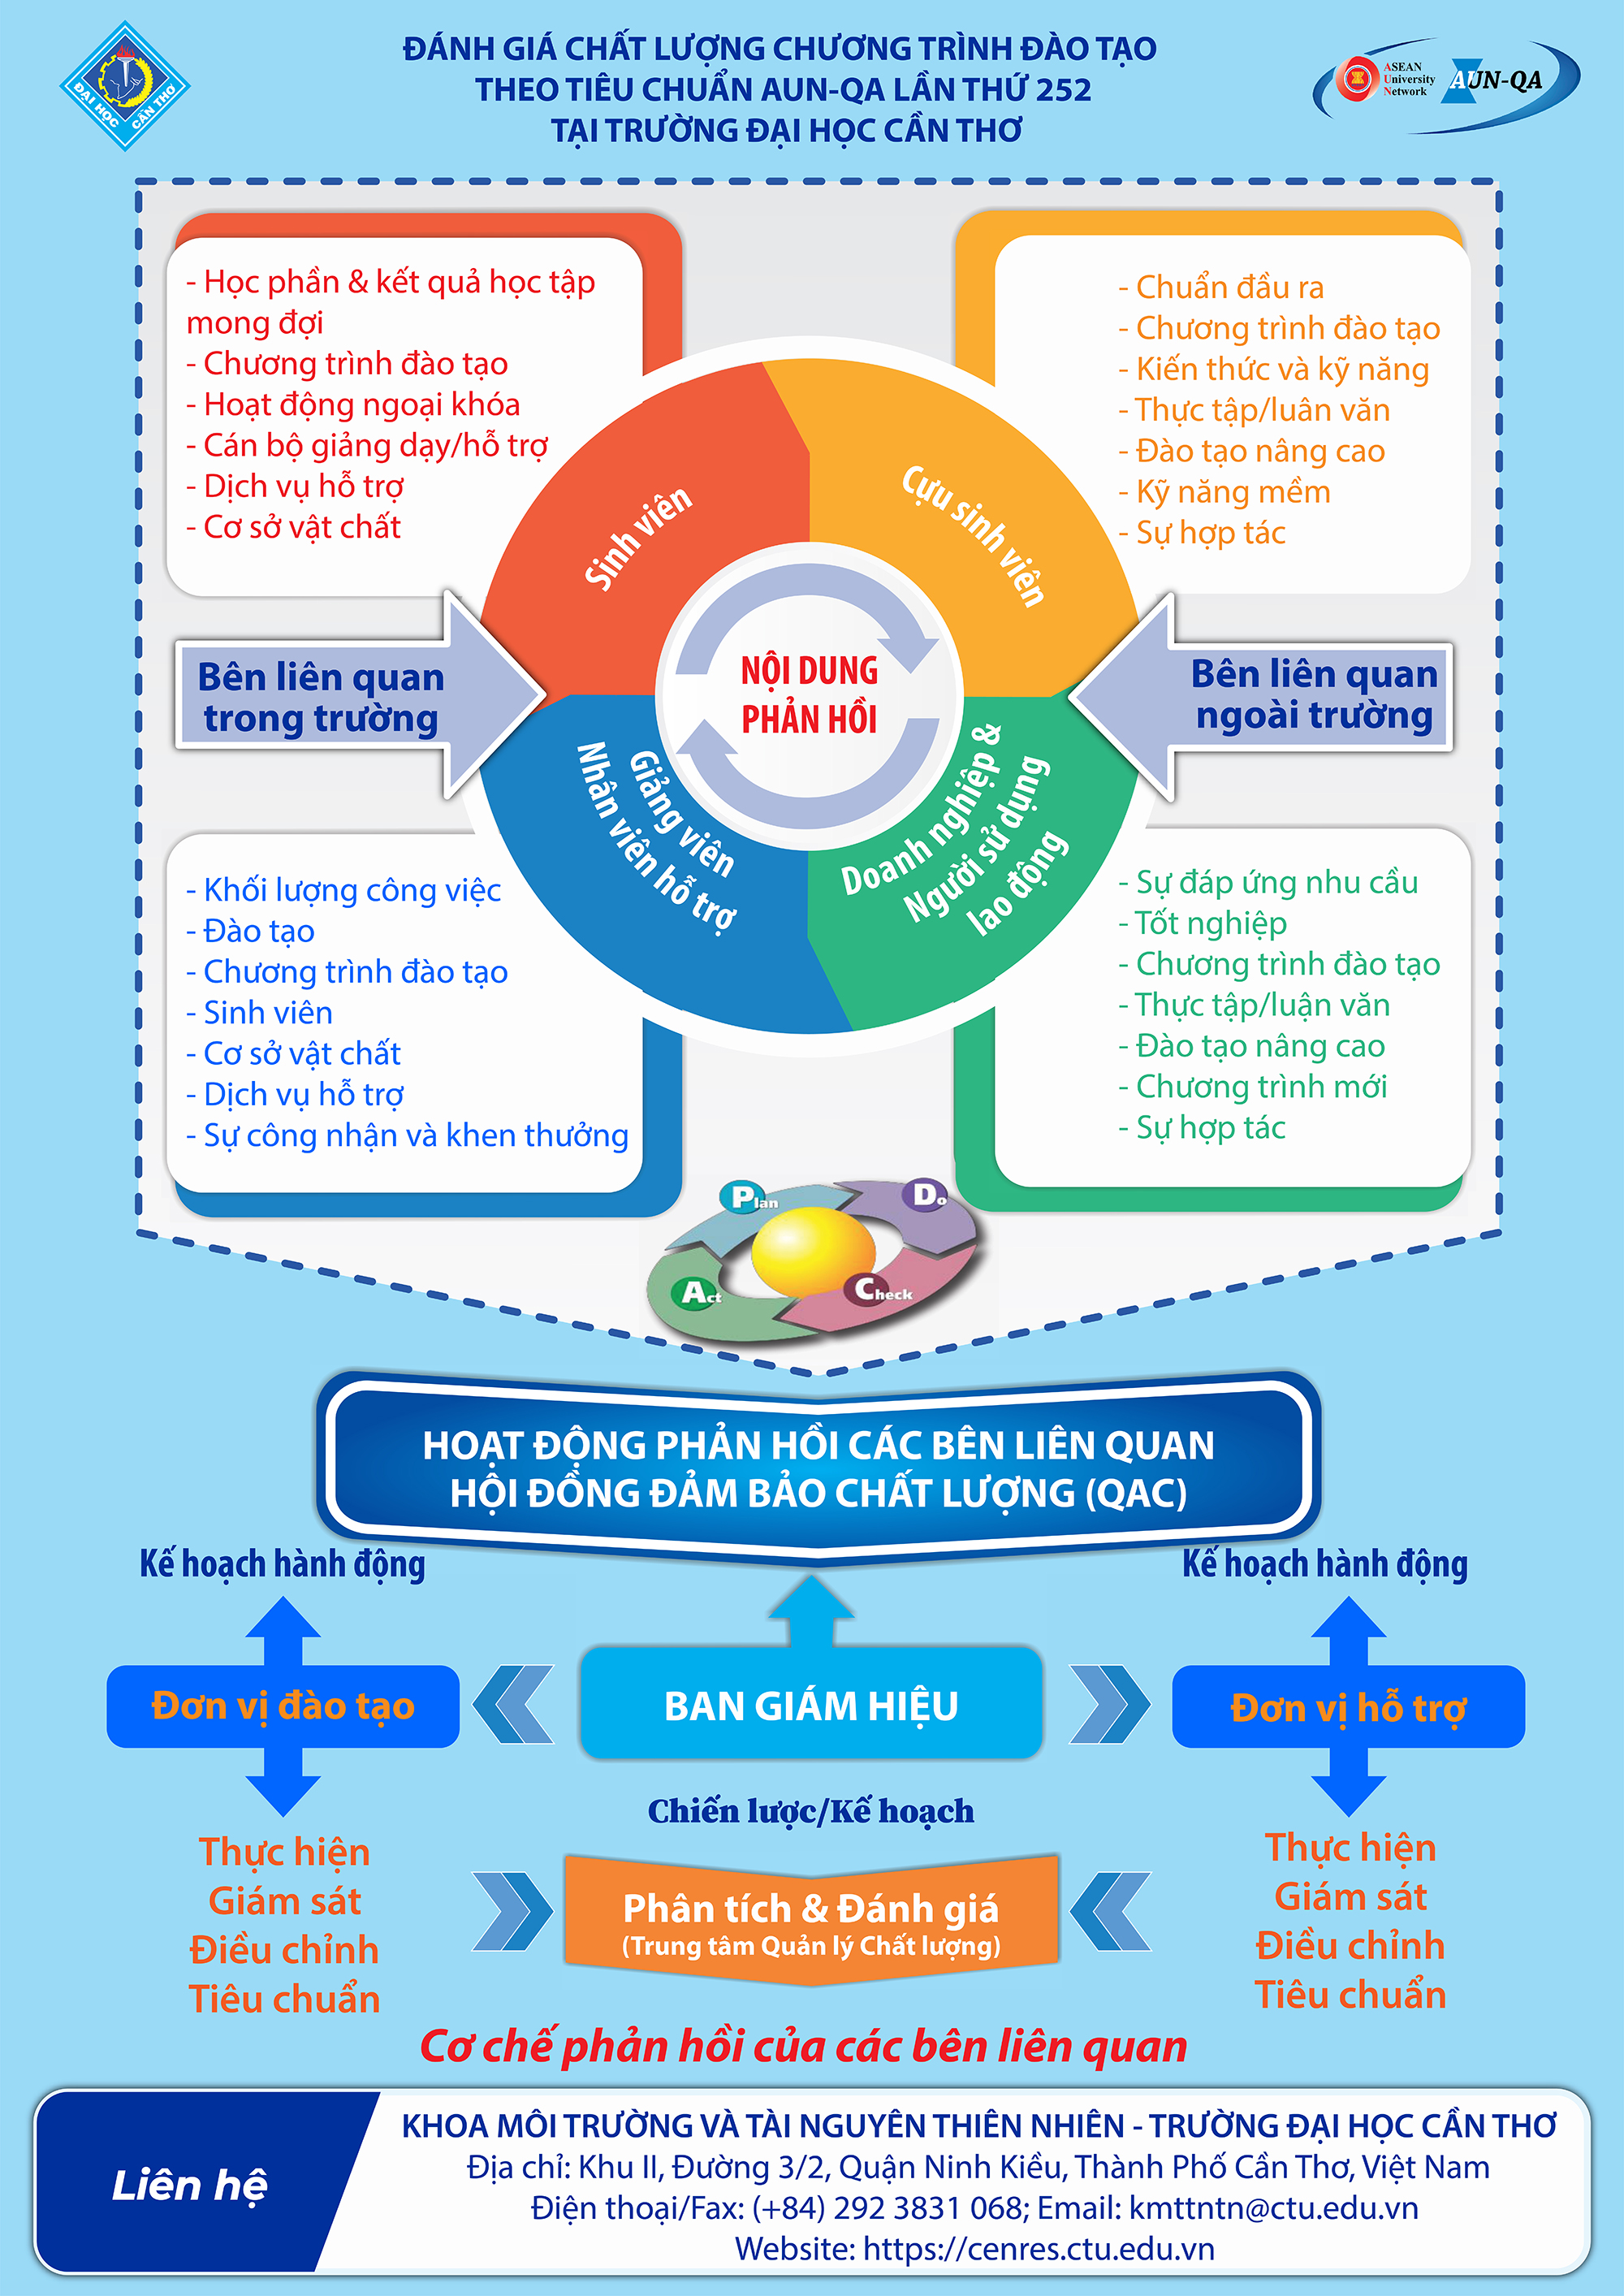 ĐẠI HỌC CẦN THƠ
ĐÁNH GIÁ CHẤT LƯỢNG CHƯƠNG TRÌNH ĐÀO TẠO
THEO TIÊU CHUẨN AUN-QA LẦN THỨ 252
TẠI TRƯỜNG ĐẠI HỌC CẦN THƠ
ASEAN
University
Network
AUN-QA
- Học phần & kết quả học tập
mong đợi
- Chương trình đào tạo
- Hoạt động ngoại khóa
- Cán bộ giảng dạy/hỗ trợ
- Dịch vụ hỗ trợ
- Cơ sở vật chất
- Chuẩn đầu ra
- Chương trình đào tạo
- Kiến thức và kỹ năng
- Thực tập/luân văn
- Đào tạo nâng cao
- Kỹ năng mềm
- Sự hợp tác
Sinh viên
Cựu sinh viên
Bên liên quan
trong trường
NỘI DUNG
PHẢN HỒI
Bên liên quan
ngoài trường
Giảng viên
Nhân viên hỗ trợ
Doanh nghiệp &
Người sử dụng
lao động
- Khối lượng công việc
- Đào tạo
- Chương trình đào tạo
- Sinh viên
- Cơ sở vật chất
- Dịch vụ hỗ trợ
- Sự công nhận và khen thưởng
- Sự đáp ứng nhu cầu
- Tốt nghiệp
- Chương trình đào tạo
- Thực tập/luận văn
- Đào tạo nâng cao
- Chương trình mới
- Sự hợp tác
Plan
Do
Act
Check
HOẠT ĐỘNG PHẢN HỒI CÁC BÊN LIÊN QUAN
HỘI ĐỒNG ĐẢM BẢO CHẤT LƯỢNG (QAC)
Kế hoạch hành động
Kế hoạch hành động
Đơn vị đào tạo
BAN GIÁM HIỆU
Đơn vị hỗ trợ
Chiến lược/Kế hoạch
Thực hiện
Giám sát
Điều chỉnh
Tiêu chuẩn
Phân tích & Đánh giá
(Trung tâm Quản lý Chất lượng)
Thực hiện
Giám sát
Điều chỉnh
Tiêu chuẩn
Cơ chế phản hồi của các bên liên quan
Liên hệ
KHOA MÔI TRƯỜNG VÀ TÀI NGUYÊN THIÊN NHIÊN - TRƯỜNG ĐẠI HỌC CẦN THƠ
Địa chỉ: Khu II, Đường 3/2, Quận Ninh Kiều, Thành Phố Cần Thơ, Việt Nam
Điện thoại/Fax: (+84) 292 3831 068; Email: kmttntn@ctu.edu.vn
Website: https://cenres.ctu.edu.vn